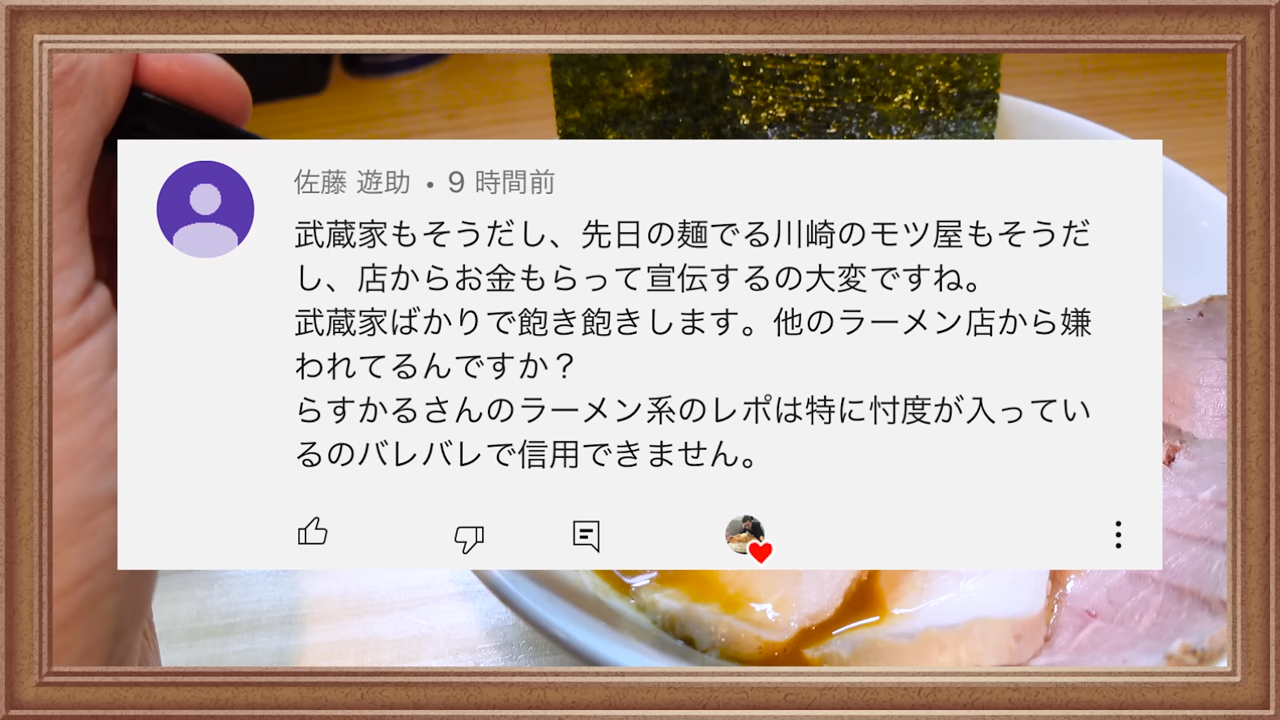 佐藤 遊助 • 9 時間前
武蔵家もそうだし、先日の麺でる川崎のモツ屋もそうだ
し、店からお金もらって宣伝するの大変ですね。
武蔵家ばかりで飽き飽きします。他のラーメン店から嫌
われてるんですか？
らすかるさんのラーメン系のレポは特に忖度が入ってい
るのバレバレで信用できません。